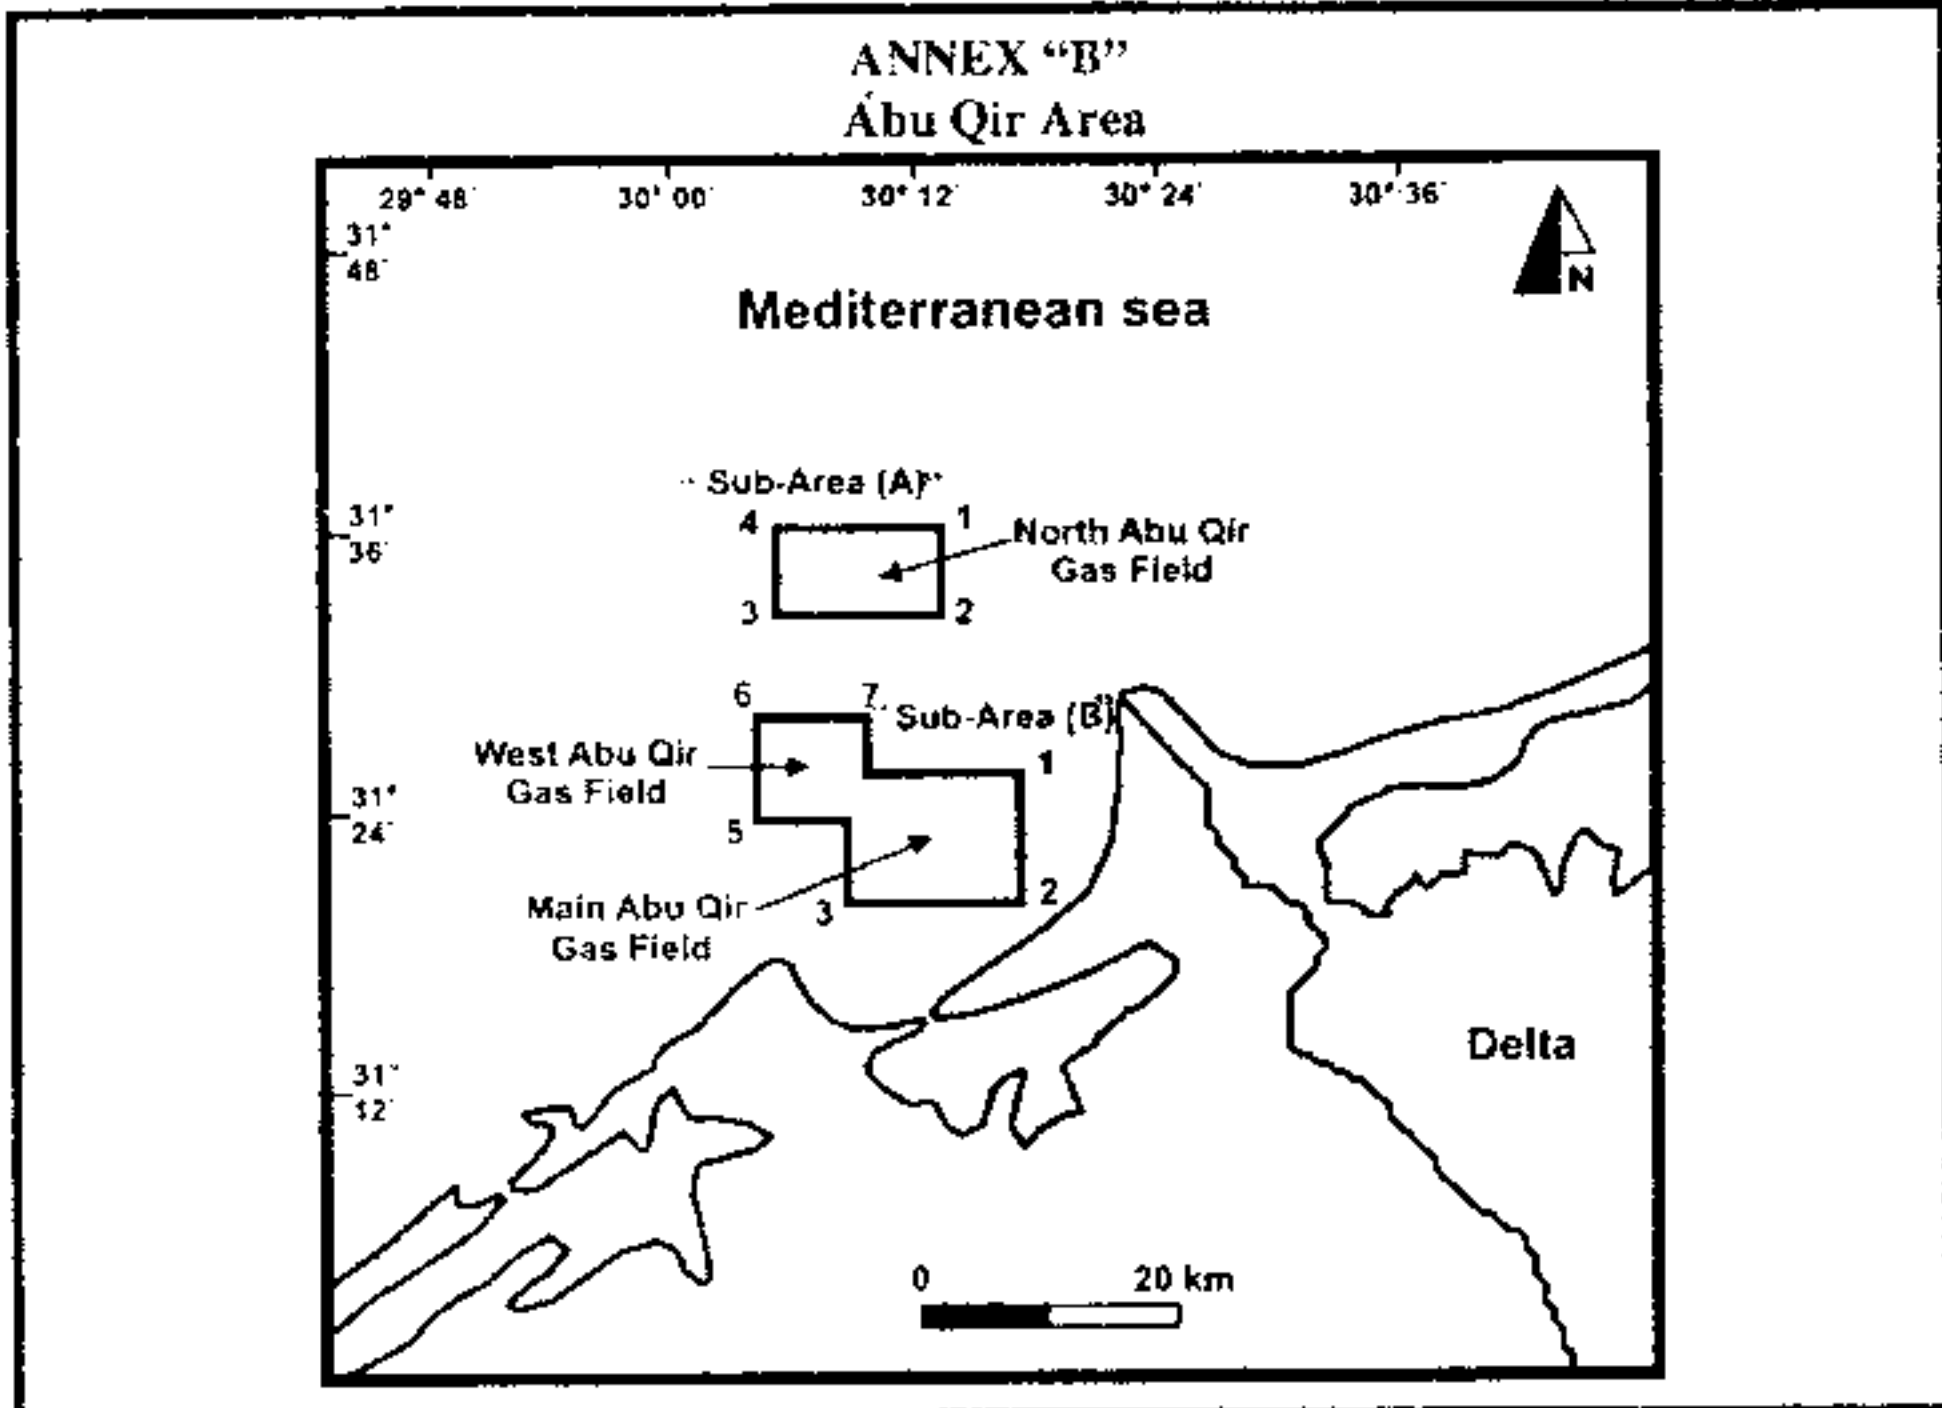 ANNEX “B”
Abu Qir Area
29° 48' 30° 00' 30° 12' 30° 24' 30° 36'
31°
48'
N
Mediterranean sea
Sub-Area (A)
31°
36'
4 1
North Abu Qir
Gas Field
3 2
6 7
Sub-Area (B)
West Abu Qir
Gas Field
1
31°
24'
5
2
Main Abu Qir
Gas Field
3
Delta
31°
12'
0 20 km